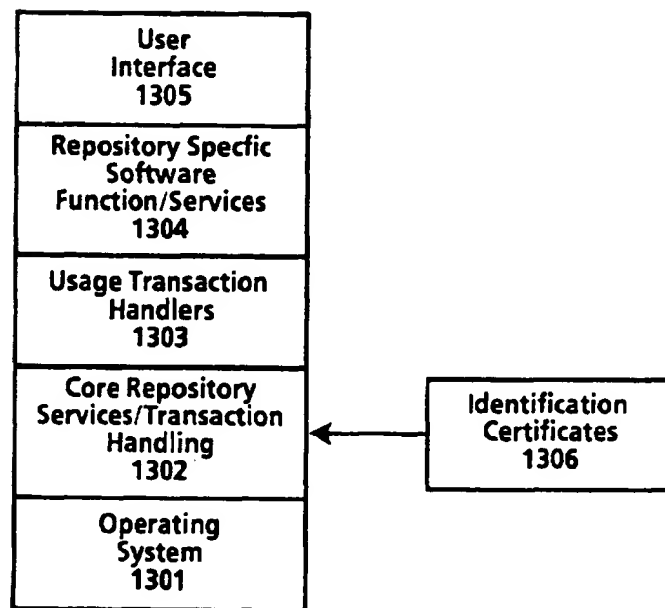 User
Interface
1305
Repository Specfic
Software
Function/Services
1304
Usage Transaction
Handlers
1303
Core Repository
Services/Transaction
Handling
1302
Identification
Certificates
1306
Operating
System
1301